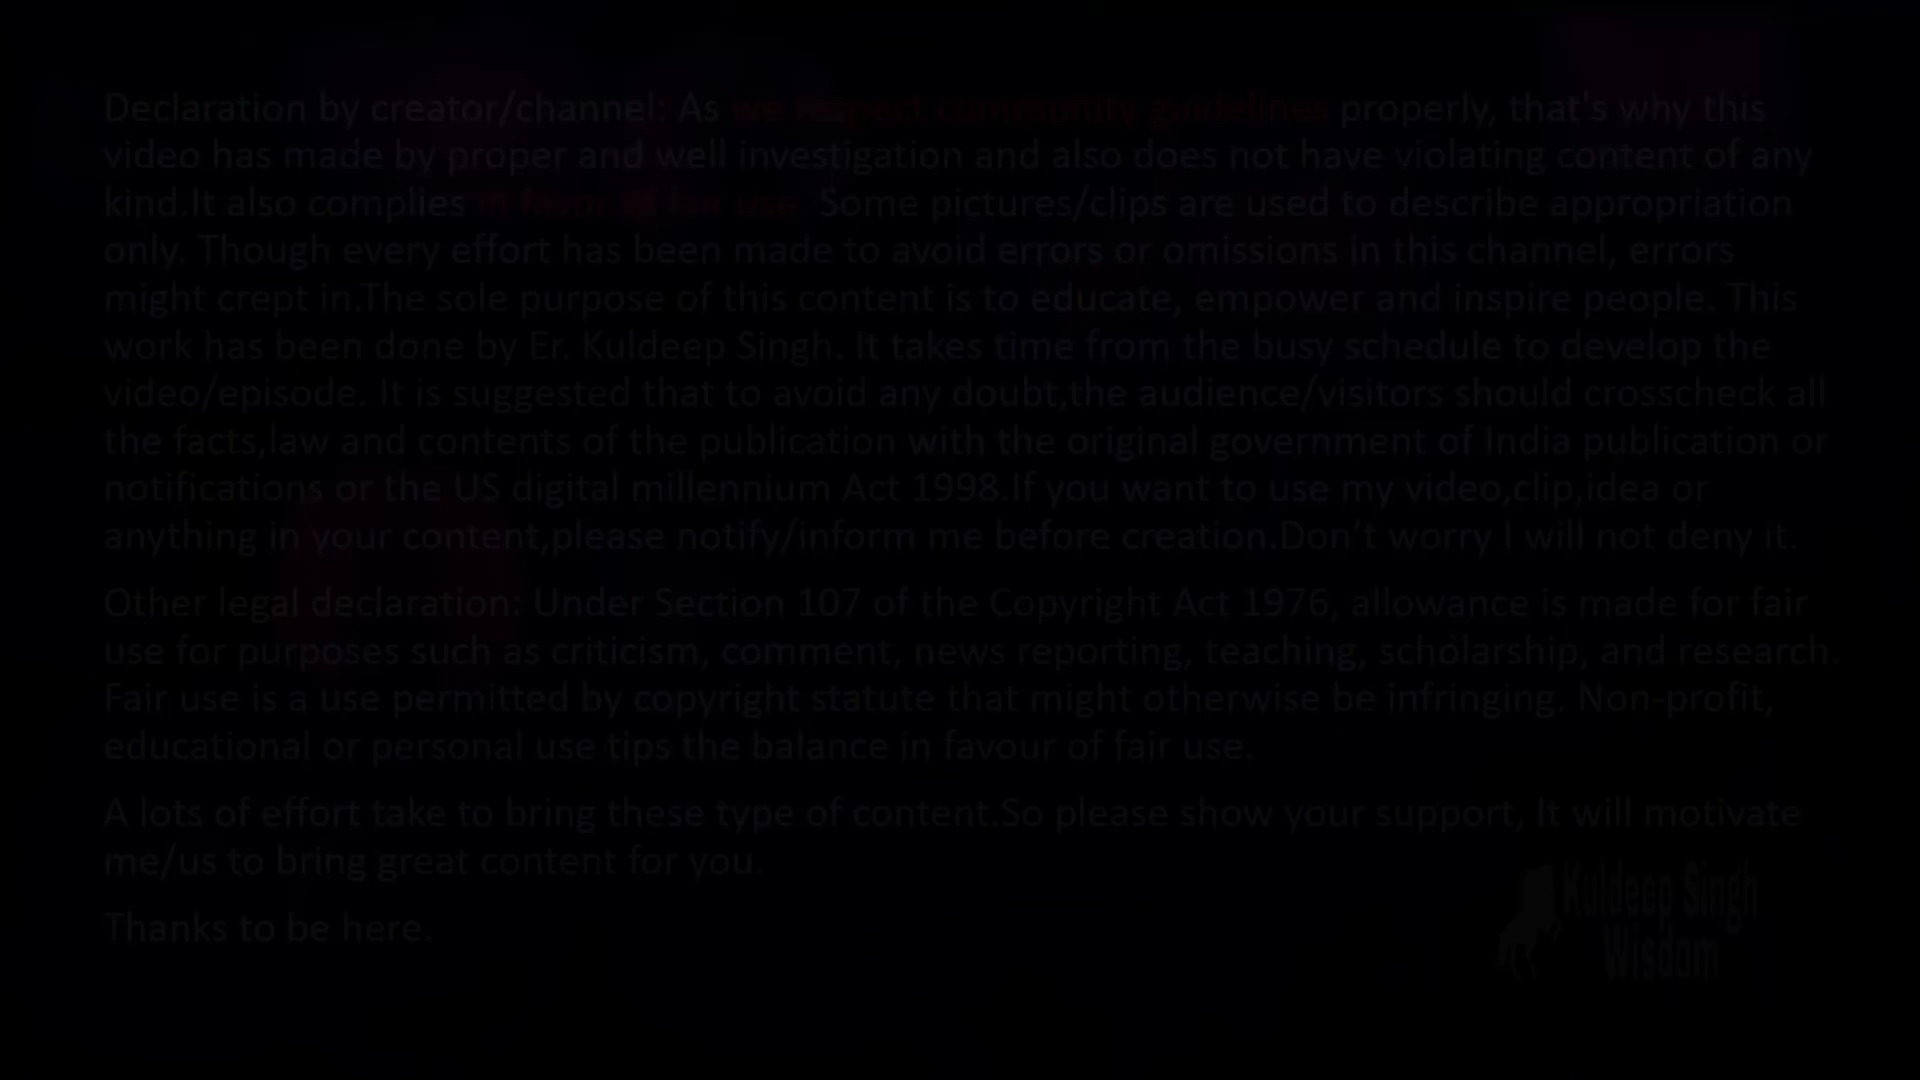 Declaration by creator/channel: As we respect community guidelines properly, that's why this
video has made by proper and well investigation and also does not have violating content of any
kind.It also complies in favor of fair use. Some pictures/clips are used to describe appropriation
only. Though every effort has been made to avoid errors or omissions in this channel, errors
might crept in.The sole purpose of this content is to educate, empower and inspire people. This
work has been done by Er. Kuldeep Singh. It takes time from the busy schedule to develop the
video/episode. It is suggested that to avoid any doubt,the audience/visitors should crosscheck all
the facts,law and contents of the publication with the original government of India publication or
notifications or the US digital millennium Act 1998.If you want to use my video,clip,idea or
anything in your content,please notify/inform me before creation.Don’t worry I will not deny it.
Other legal declaration: Under Section 107 of the Copyright Act 1976, allowance is made for fair
use for purposes such as criticism, comment, news reporting, teaching, scholarship, and research.
Fair use is a use permitted by copyright statute that might otherwise be infringing. Non-profit,
educational or personal use tips the balance in favour of fair use.
A lots of effort take to bring these type of content.So please show your support, It will motivate
me/us to bring great content for you.
Thanks to be here.
Kuldeep Singh
Wisdam